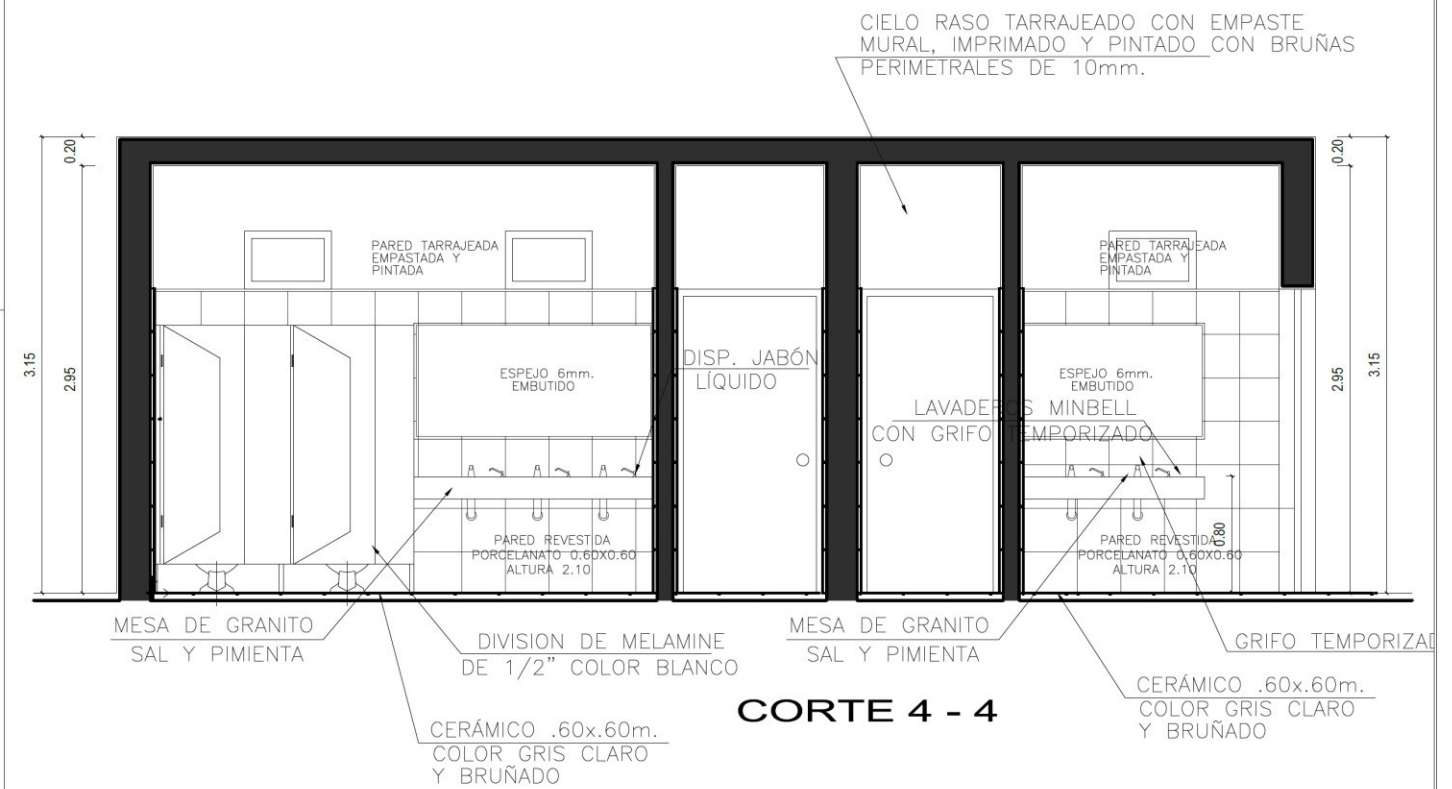 CIELO RASO TARRAJEADO CON EMPASTE
MURAL, IMPRIMADO Y PINTADO CON BRUÑAS
PERIMETRALES DE 10mm.
0.20
0.20
3.15
2.95
2.95
3.15
PARED TARRAJEADA
EMPASTADA Y
PINTADA
PARED TARRAJEADA
EMPASTADA Y
PINTADA
ESPEJO 6mm.
EMBUTIDO
DISP. JABÓN
LÍQUIDO
ESPEJO 6mm.
EMBUTIDO
LAVADEROS MINBELL
CON GRIFO TEMPORIZADO
0.80
PARED REVESTIDA
PORCELANATO 0.60X0.60
ALTURA 2.10
PARED REVESTIDA
PORCELANATO 0.60X0.60
ALTURA 2.10
MESA DE GRANITO
SAL Y PIMIENTA
DIVISION DE MELAMINE
DE 1/2" COLOR BLANCO
MESA DE GRANITO
SAL Y PIMIENTA
GRIFO TEMPORIZAD
CERÁMICO .60x.60m.
COLOR GRIS CLARO
Y BRUÑADO
CORTE 4 - 4
CERÁMICO .60x.60m.
COLOR GRIS CLARO
Y BRUÑADO